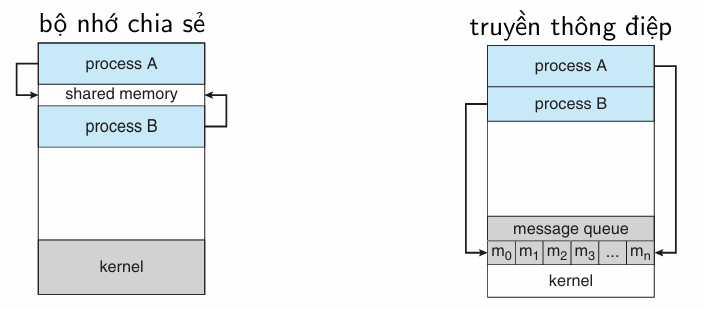 bộ nhớ chia sẻ
process A
shared memory
process B
kernel
truyền thông điệp
process A
process B
message queue
m0 m1 m2 m3 ... mn
kernel